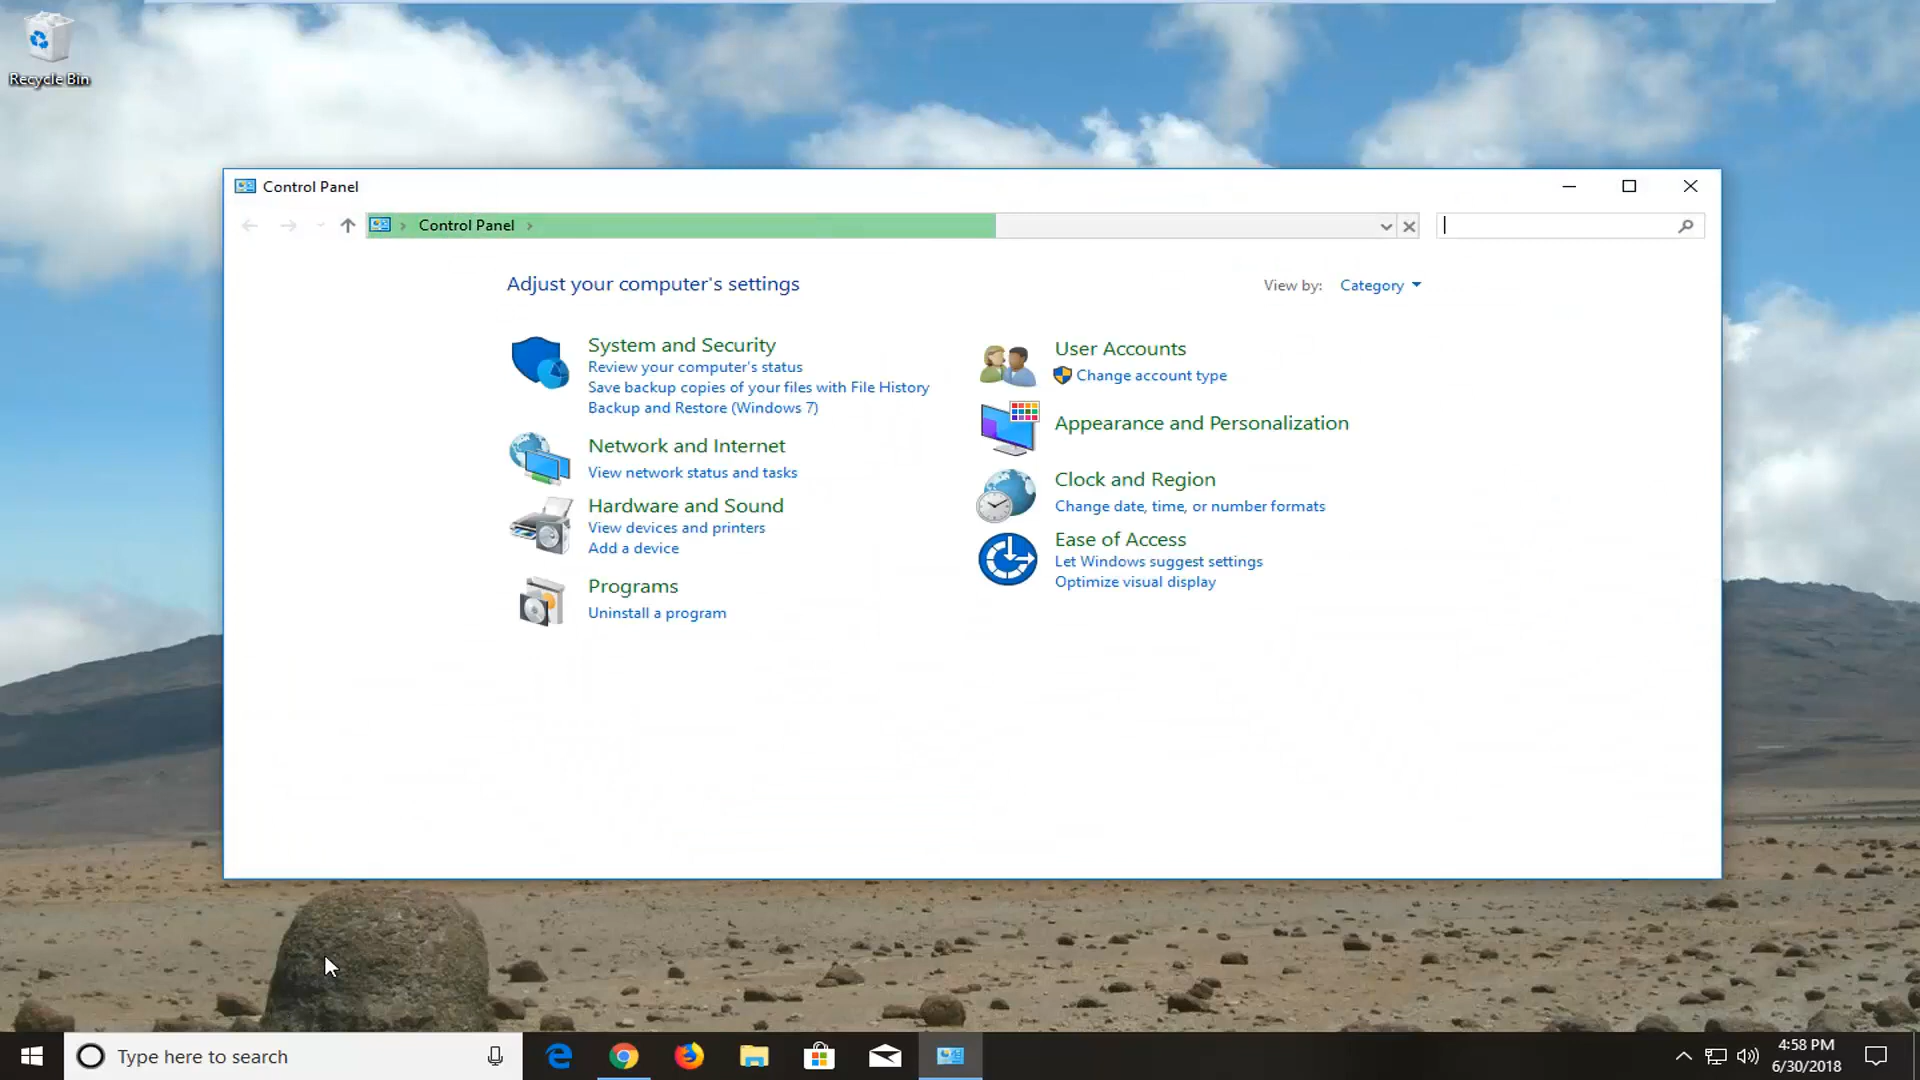 Recycle Bin
Control Panel
Control Panel
Adjust your computer's settings
View by: Category
System and Security
Review your computer's status
Save backup copies of your files with File History
Backup and Restore (Windows 7)
Network and Internet
View network status and tasks
Hardware and Sound
View devices and printers
Add a device
Programs
Uninstall a program
User Accounts
Change account type
Appearance and Personalization
Clock and Region
Change date, time, or number formats
Ease of Access
Let Windows suggest settings
Optimize visual display
Type here to search
4:58 PM
6/30/2018